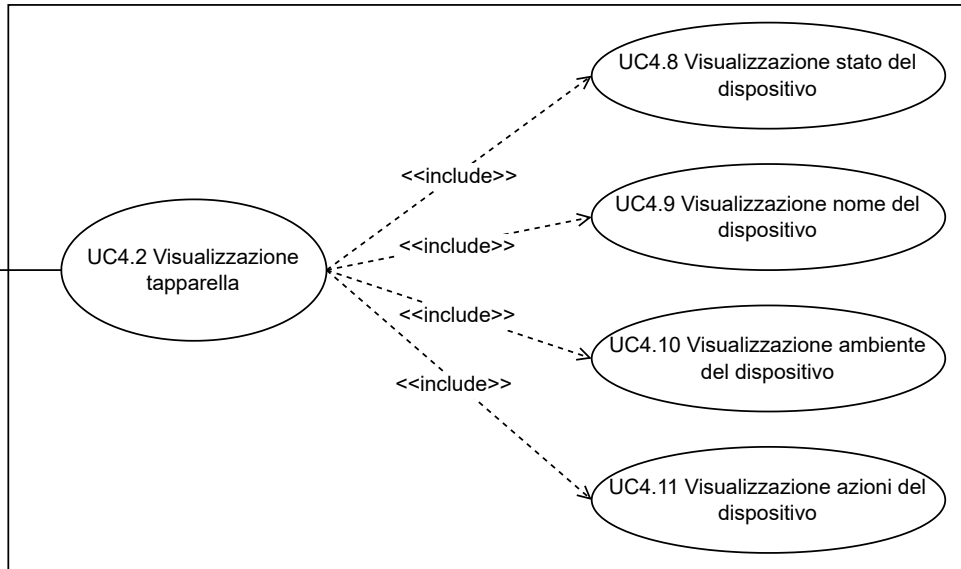 UC4.8 Visualizzazione stato del
dispositivo
<<include>>
UC4.9 Visualizzazione nome del
dispositivo
<<include>>
UC4.2 Visualizzazione
tapparella
<<include>>
UC4.10 Visualizzazione ambiente
del dispositivo
<<include>>
UC4.11 Visualizzazione azioni del
dispositivo